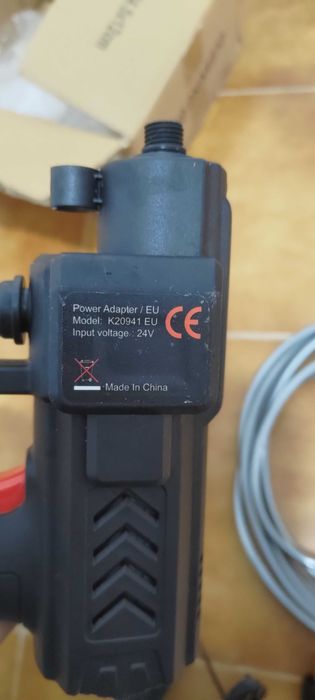 Power Adapter / EU
Model: K20941 EU
Input voltage : 24V
CE
Made In China